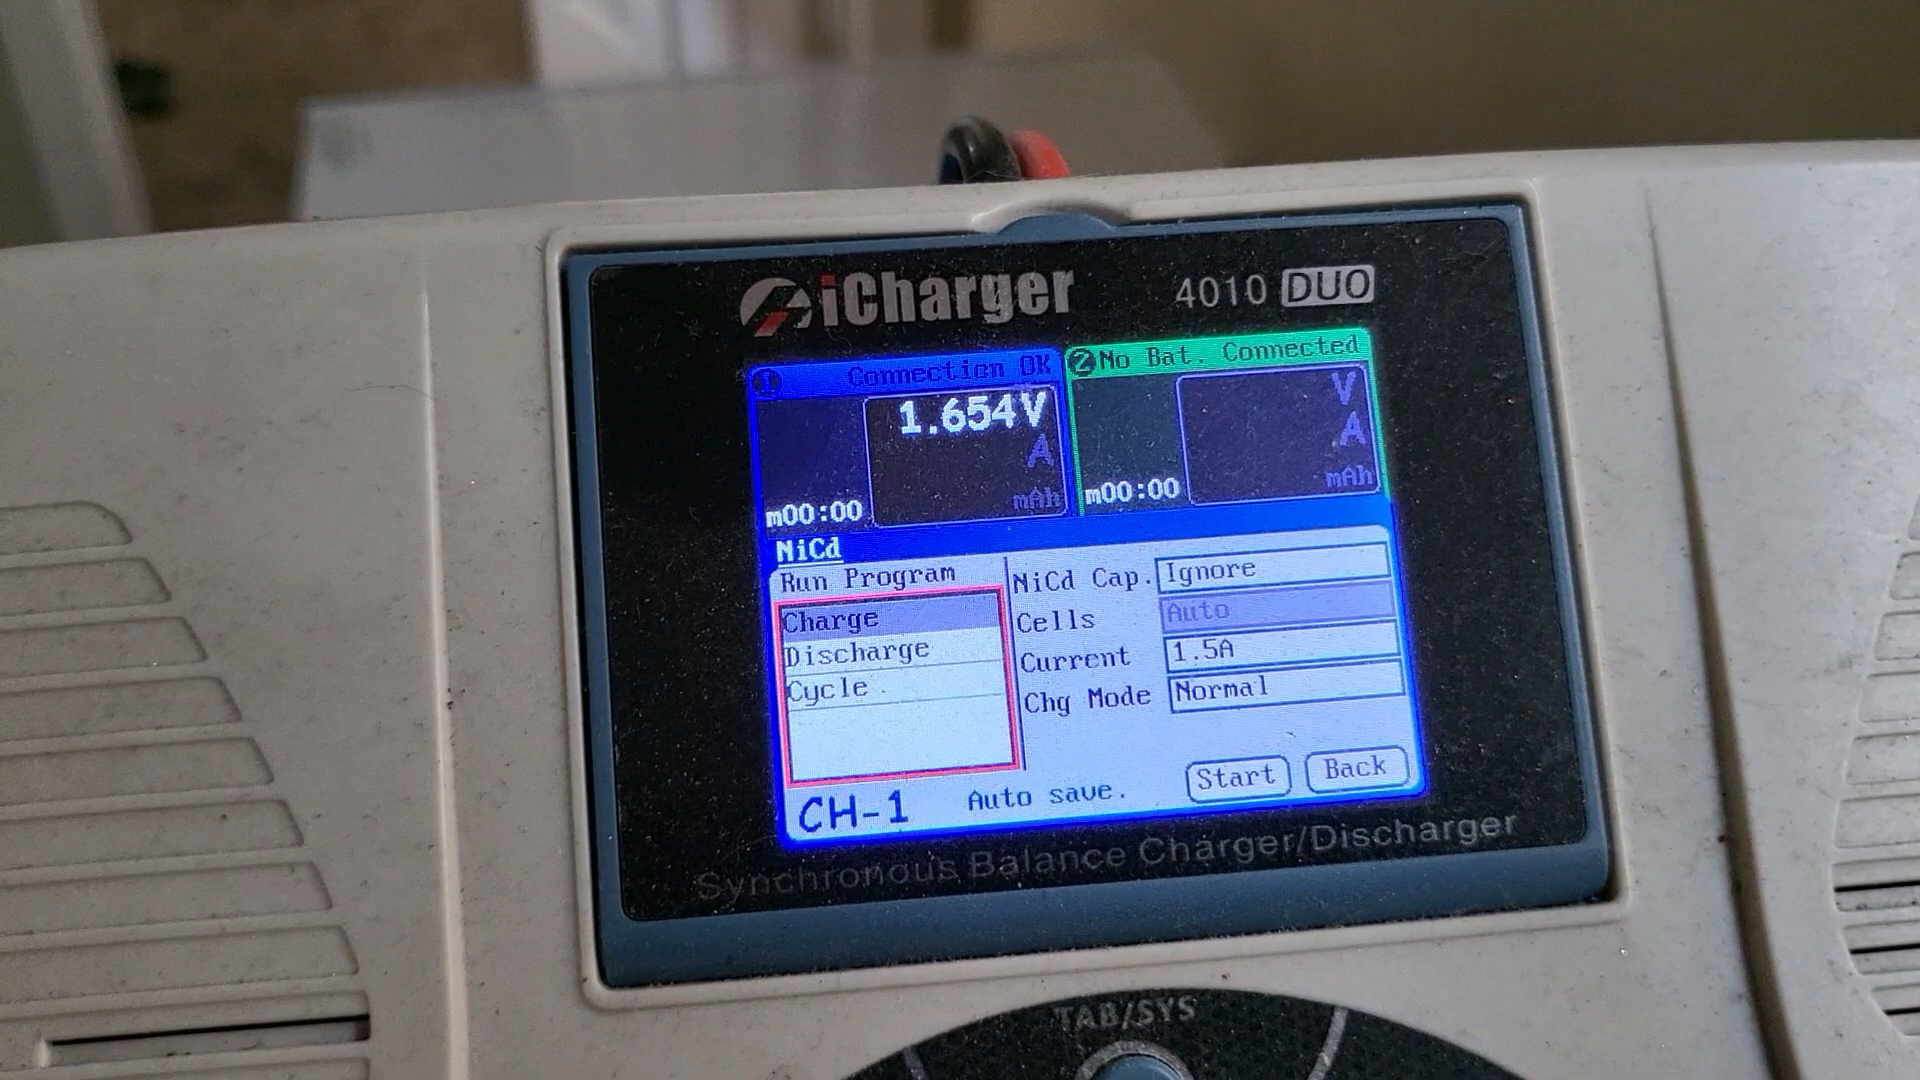 iCharger 4010 DUO
1 Connection OK
1.654V
A
mAh
m00:00
2 No Bat. Connected
V
A
mAh
m00:00
NiCd
Run Program
Charge
Discharge
Cycle
NiCd Cap. Ignore
Cells Auto
Current 1.5A
Chg Mode Normal
CH-1 Auto save. Start Back
Synchronous Balance Charger/Discharger
TAB/SYS